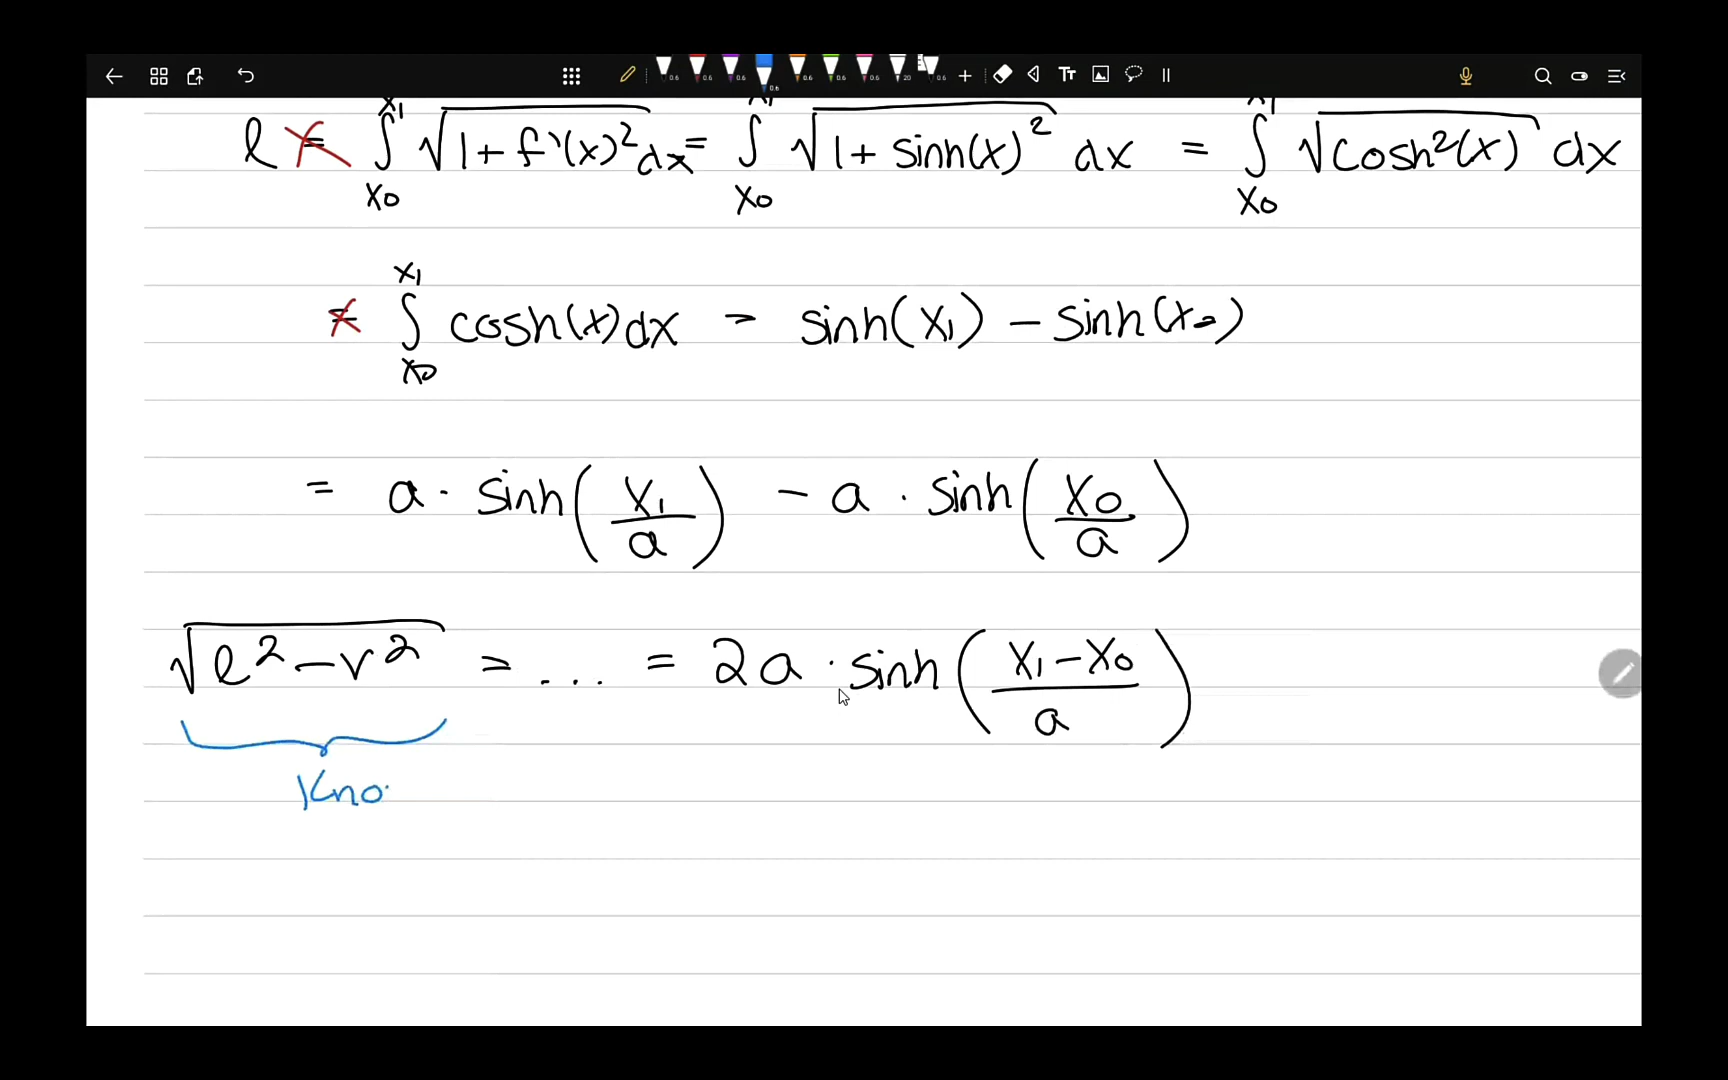 l = ∫_{x0}^{x1} √(1 + f'(x)²) dx = ∫_{x0}^{x1} √(1 + sinh(x)²) dx = ∫_{x0}^{x1} √(cosh²(x)) dx
= ∫_{x0}^{x1} cosh(x) dx = sinh(x1) − sinh(x0)
= a · sinh(x1/a) − a · sinh(x0/a)
√(l² − v²) = ... = 2a · sinh((x1 − x0)/a)
Kno